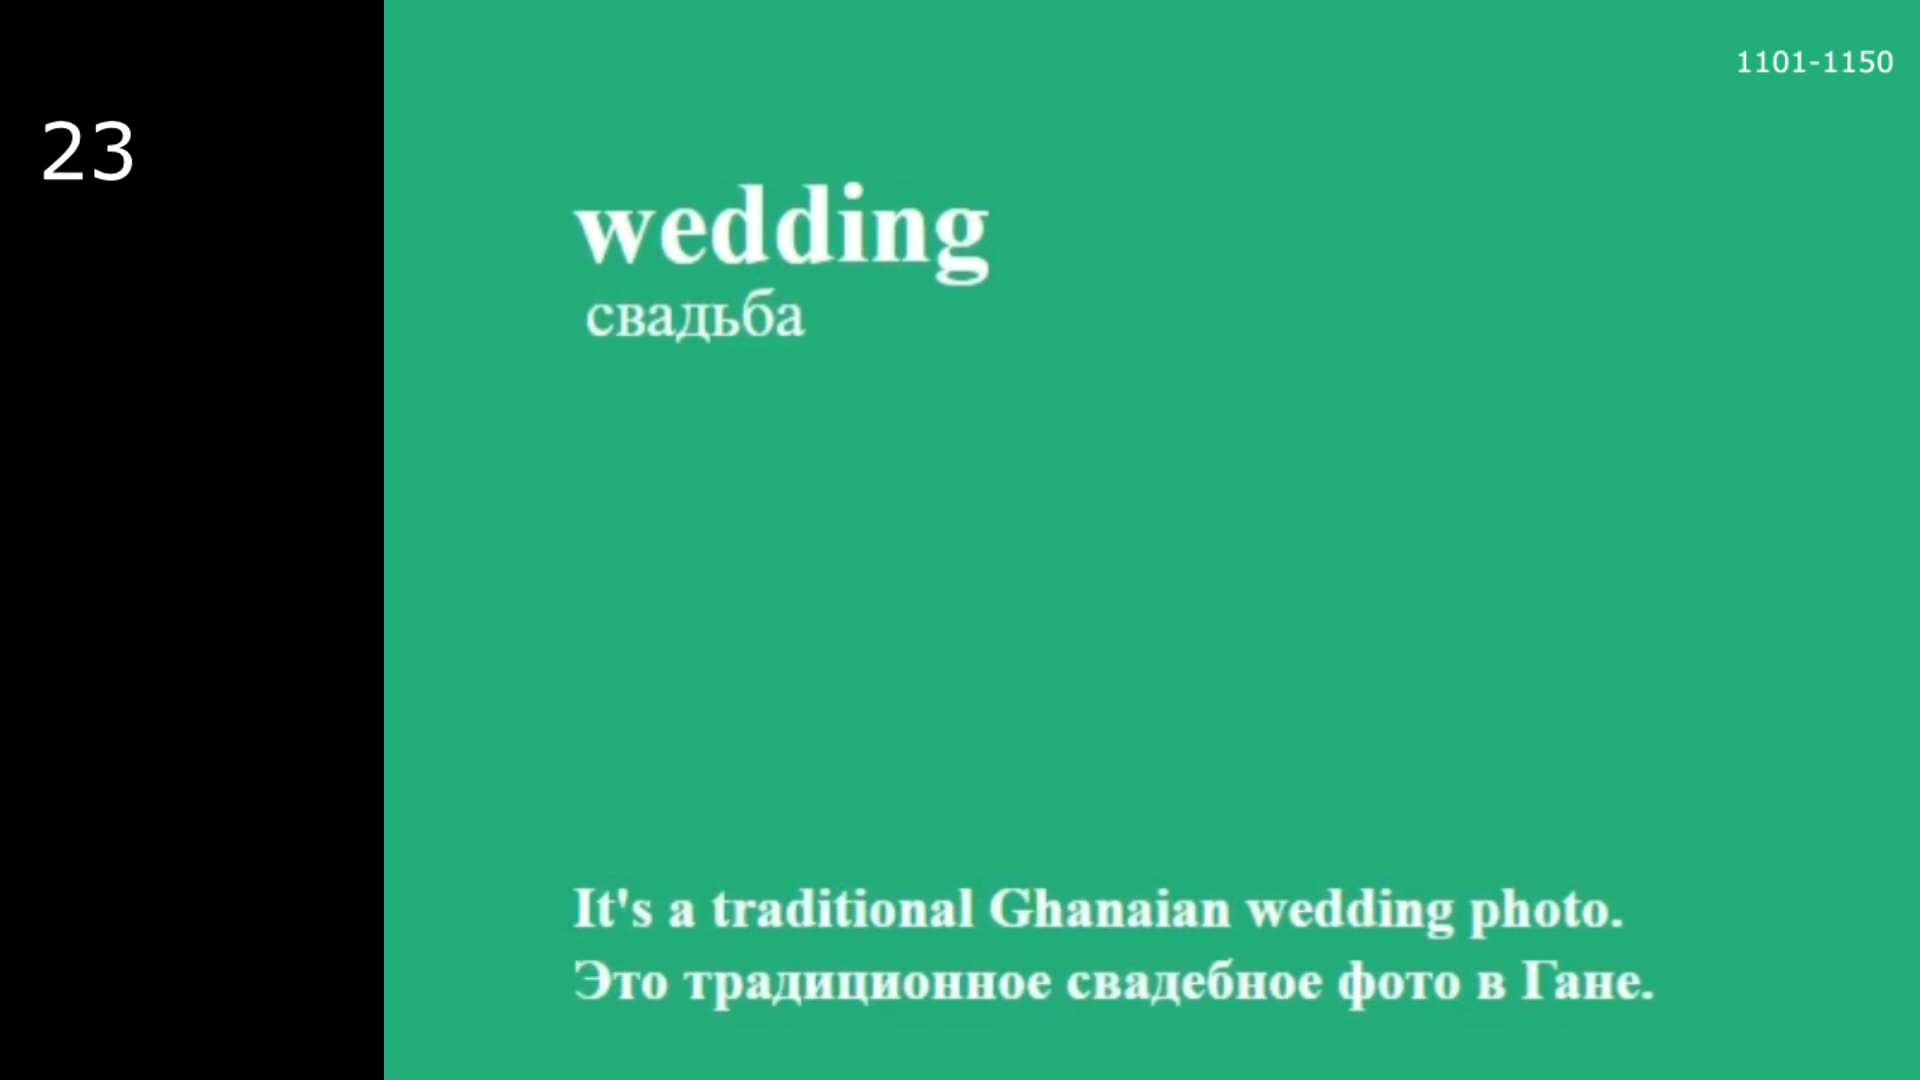 23
1101-1150
wedding
свадьба
It's a traditional Ghanaian wedding photo.
Это традиционное свадебное фото в Гане.